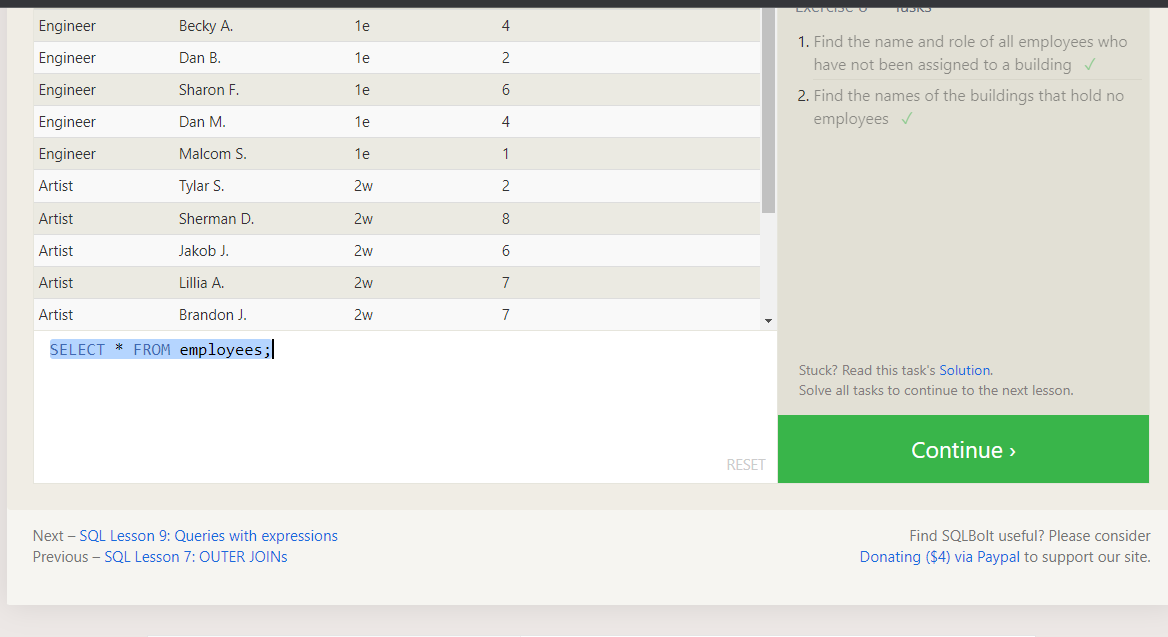 Exercise 8 — Tasks
Engineer Becky A. 1e 4
Engineer Dan B. 1e 2
Engineer Sharon F. 1e 6
Engineer Dan M. 1e 4
Engineer Malcom S. 1e 1
Artist Tylar S. 2w 2
Artist Sherman D. 2w 8
Artist Jakob J. 2w 6
Artist Lillia A. 2w 7
Artist Brandon J. 2w 7
SELECT * FROM employees;
RESET
1. Find the name and role of all employees who
have not been assigned to a building ✓
2. Find the names of the buildings that hold no
employees ✓
Stuck? Read this task's Solution.
Solve all tasks to continue to the next lesson.
Continue ›
Next – SQL Lesson 9: Queries with expressions
Previous – SQL Lesson 7: OUTER JOINs
Find SQLBolt useful? Please consider
Donating ($4) via Paypal to support our site.